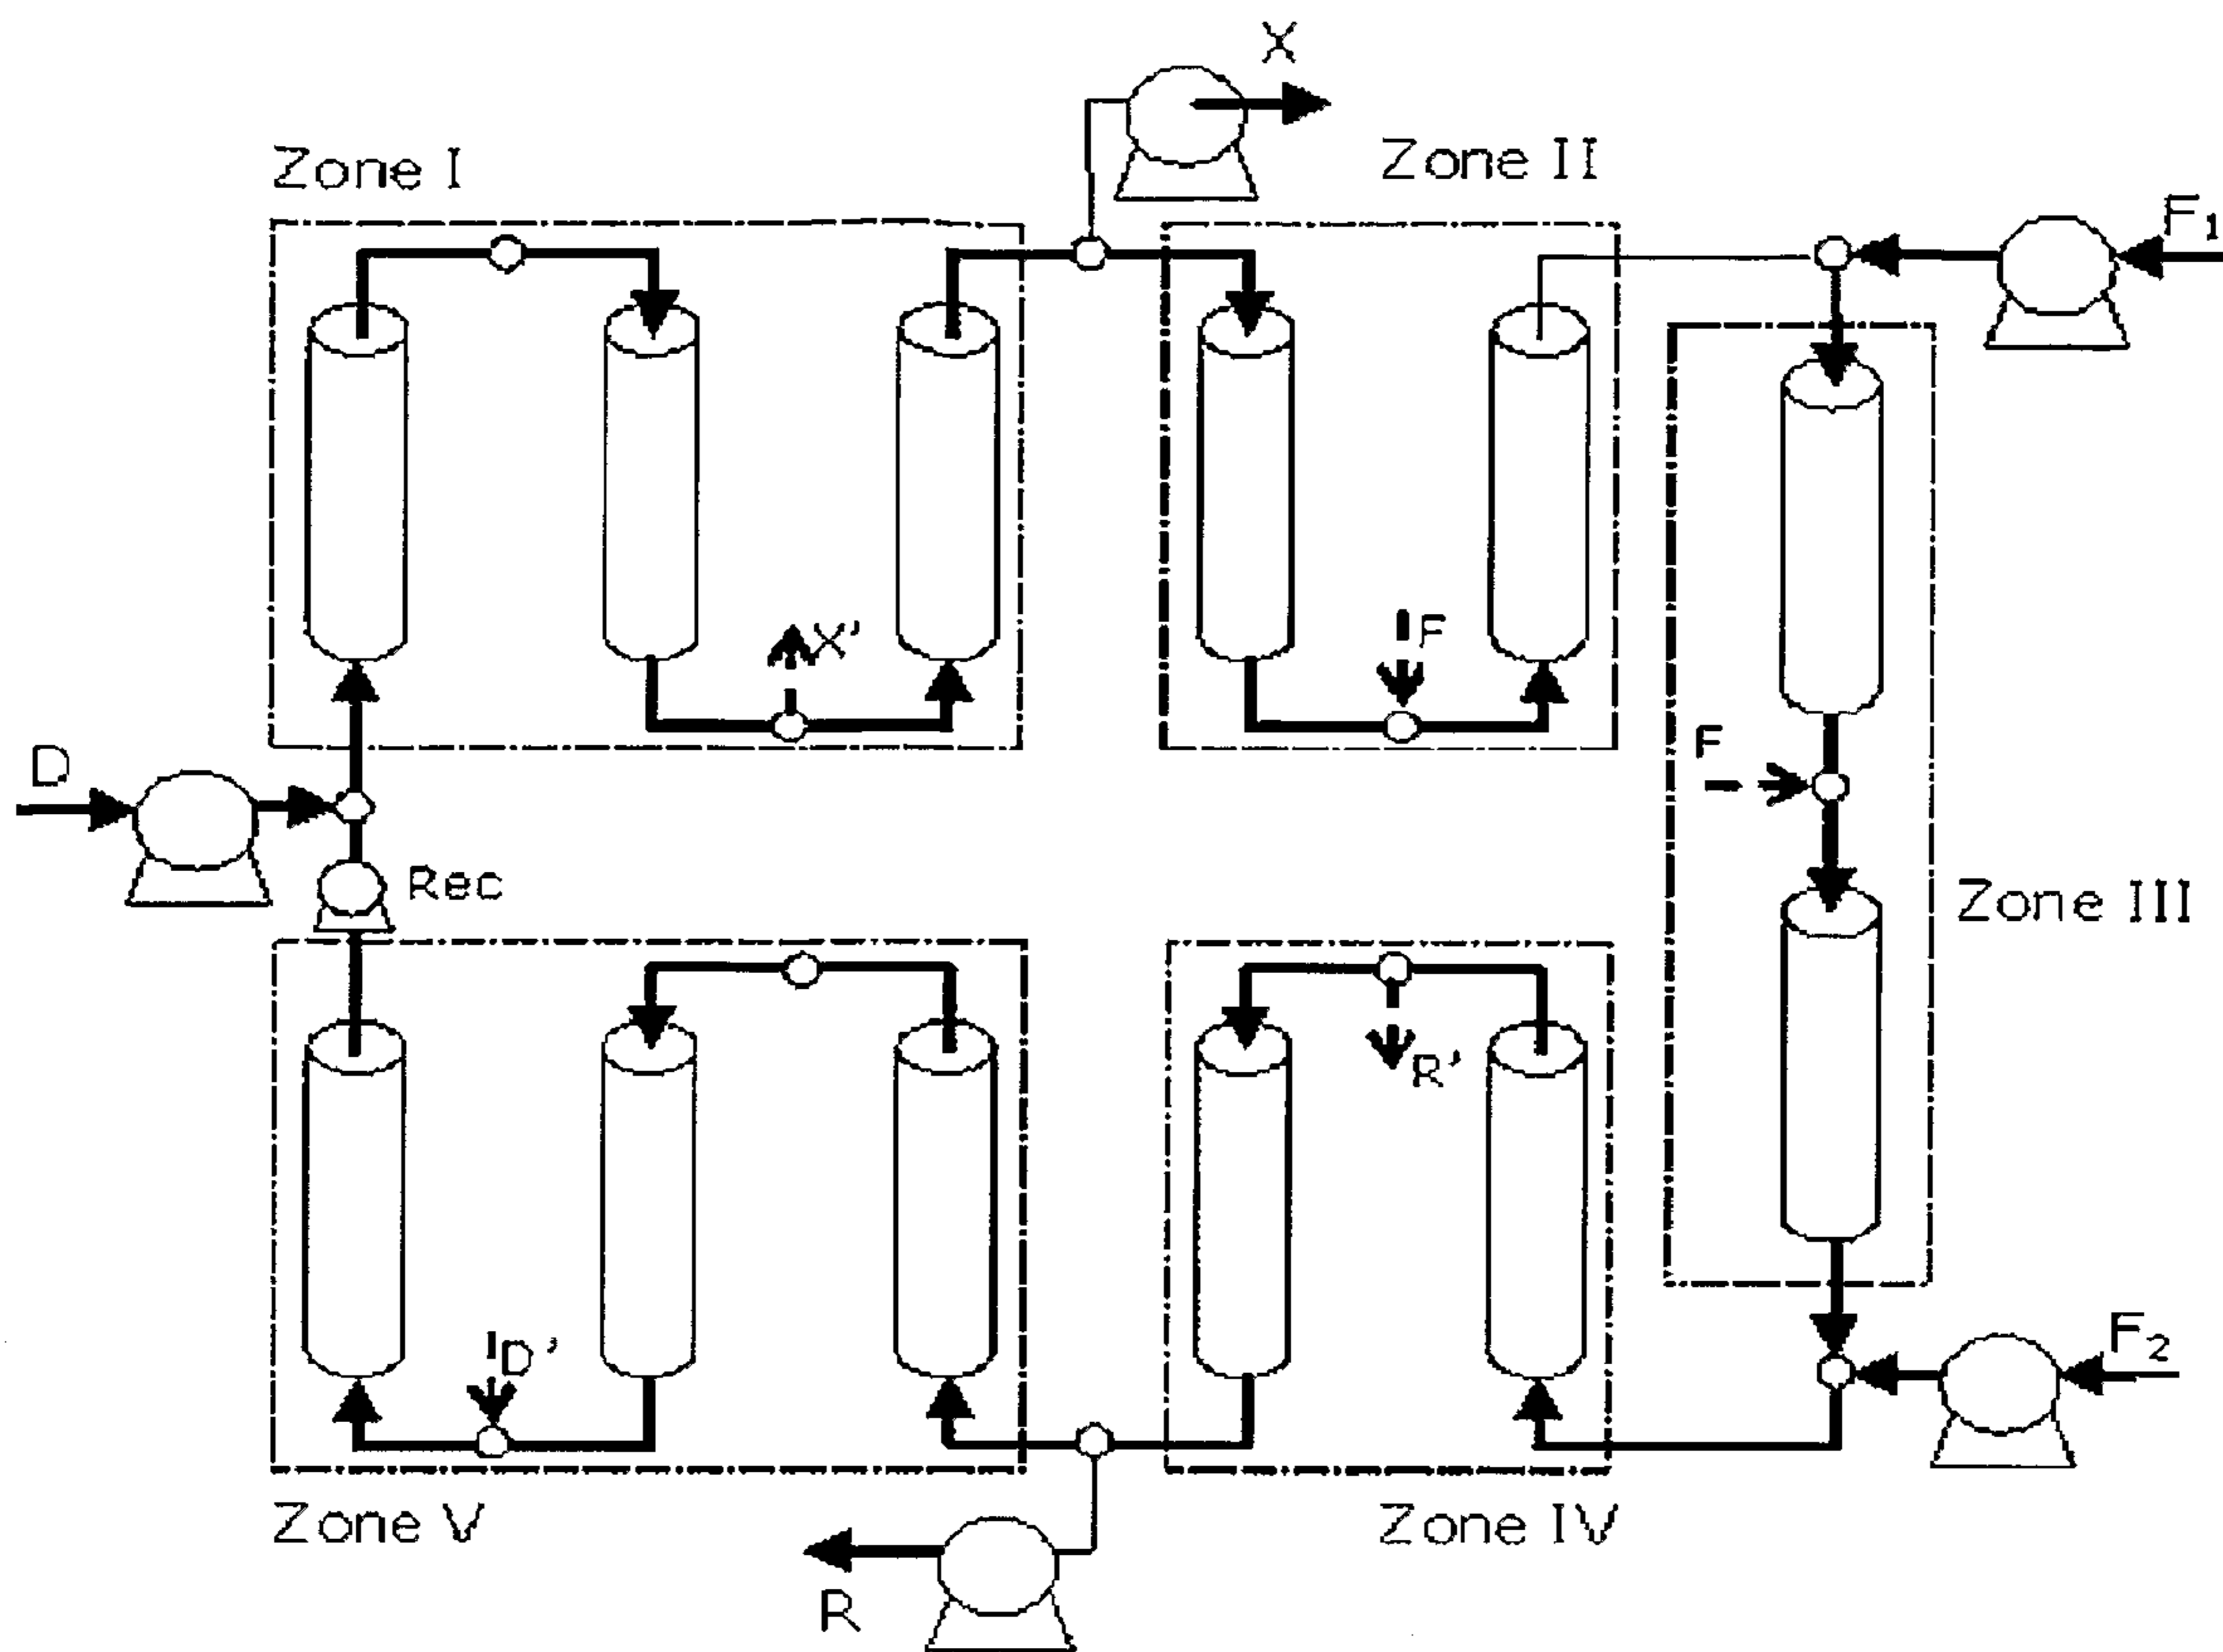 X
Zone I
Zone II
F1
X'
F
F
D
Rec
Zone III
R'
D'
F2
Zone V
Zone IV
R